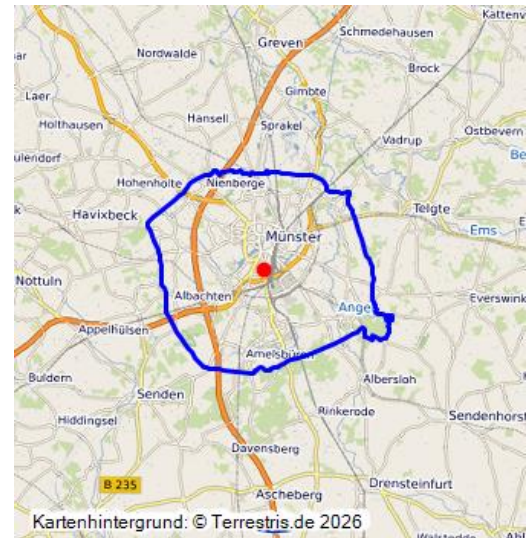 Kattenv
Schmedehausen
Greven
Nordwalde
Brock
Laer
Gimbte
Hansell
Holthausen
Sprakel
Ostbevern
Vadrup
ulendorf
Be
Hohenholte
Nienberge
Telgte
Havixbeck
Ems
Münster
Nottuln
Everswink
Albachten
Ange
Appelhülsen
Amelsbüren
Buldern
Albersloh
Senden
Rinkerode
Hiddingsel
Sendenhorst
Davensberg
B 235
Drensteinfurt
Ascheberg
Kartenhintergrund: © Terrestris.de 2026